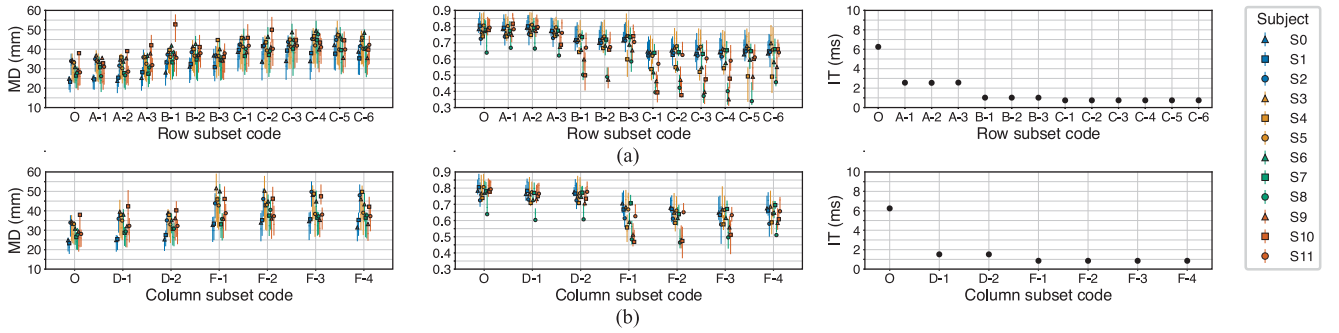 60
50
40
30
20
10
MD (mm)
O A-1 A-2 A-3 B-1 B-2 B-3 C-1 C-2 C-3 C-4 C-5 C-6
Row subset code
0.9
0.8
0.7
0.6
0.5
0.4
0.3
O A-1 A-2 A-3 B-1 B-2 B-3 C-1 C-2 C-3 C-4 C-5 C-6
Row subset code
10
8
6
4
2
0
IT (ms)
O A-1 A-2 A-3 B-1 B-2 B-3 C-1 C-2 C-3 C-4 C-5 C-6
Row subset code
(a)
60
50
40
30
20
10
MD (mm)
O D-1 D-2 F-1 F-2 F-3 F-4
Column subset code
0.9
0.8
0.7
0.6
0.5
0.4
0.3
O D-1 D-2 F-1 F-2 F-3 F-4
Column subset code
10
8
6
4
2
0
IT (ms)
O D-1 D-2 F-1 F-2 F-3 F-4
Column subset code
(b)
Subject
S0
S1
S2
S3
S4
S5
S6
S7
S8
S9
S10
S11